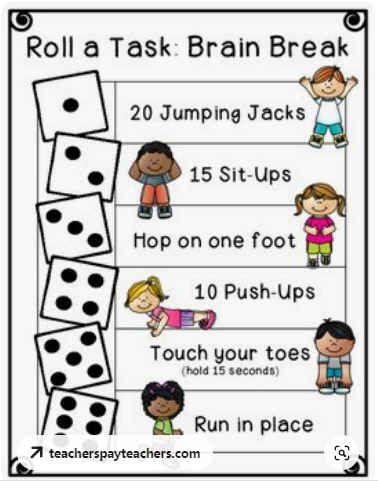 Roll a Task: Brain Break
20 Jumping Jacks
15 Sit-Ups
Hop on one foot
10 Push-Ups
Touch your toes
(hold 15 seconds)
Run in place
teacherspayteachers.com